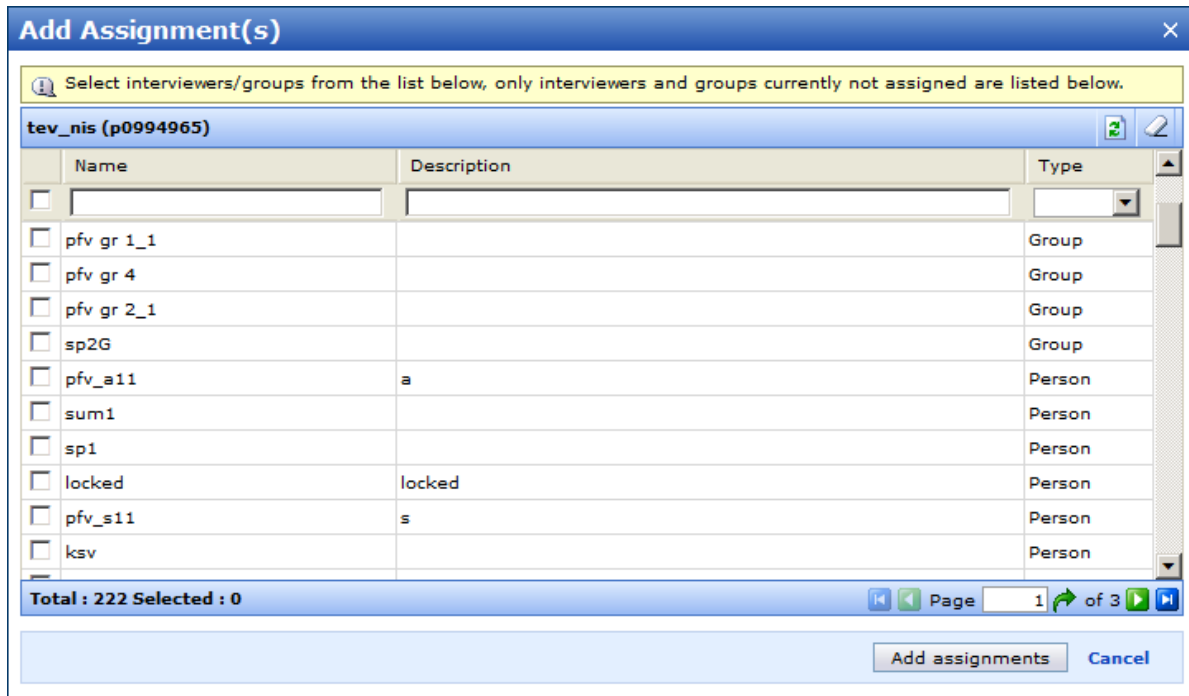 Add Assignment(s)
Select interviewers/groups from the list below, only interviewers and groups currently not assigned are listed below.
tev_nis (p0994965)
Name Description Type
pfv gr 1_1 Group
pfv gr 4 Group
pfv gr 2_1 Group
sp2G Group
pfv_a11 a Person
sum1 Person
sp1 Person
locked locked Person
pfv_s11 s Person
ksv Person
Total : 222 Selected : 0 Page 1 of 3
Add assignments Cancel